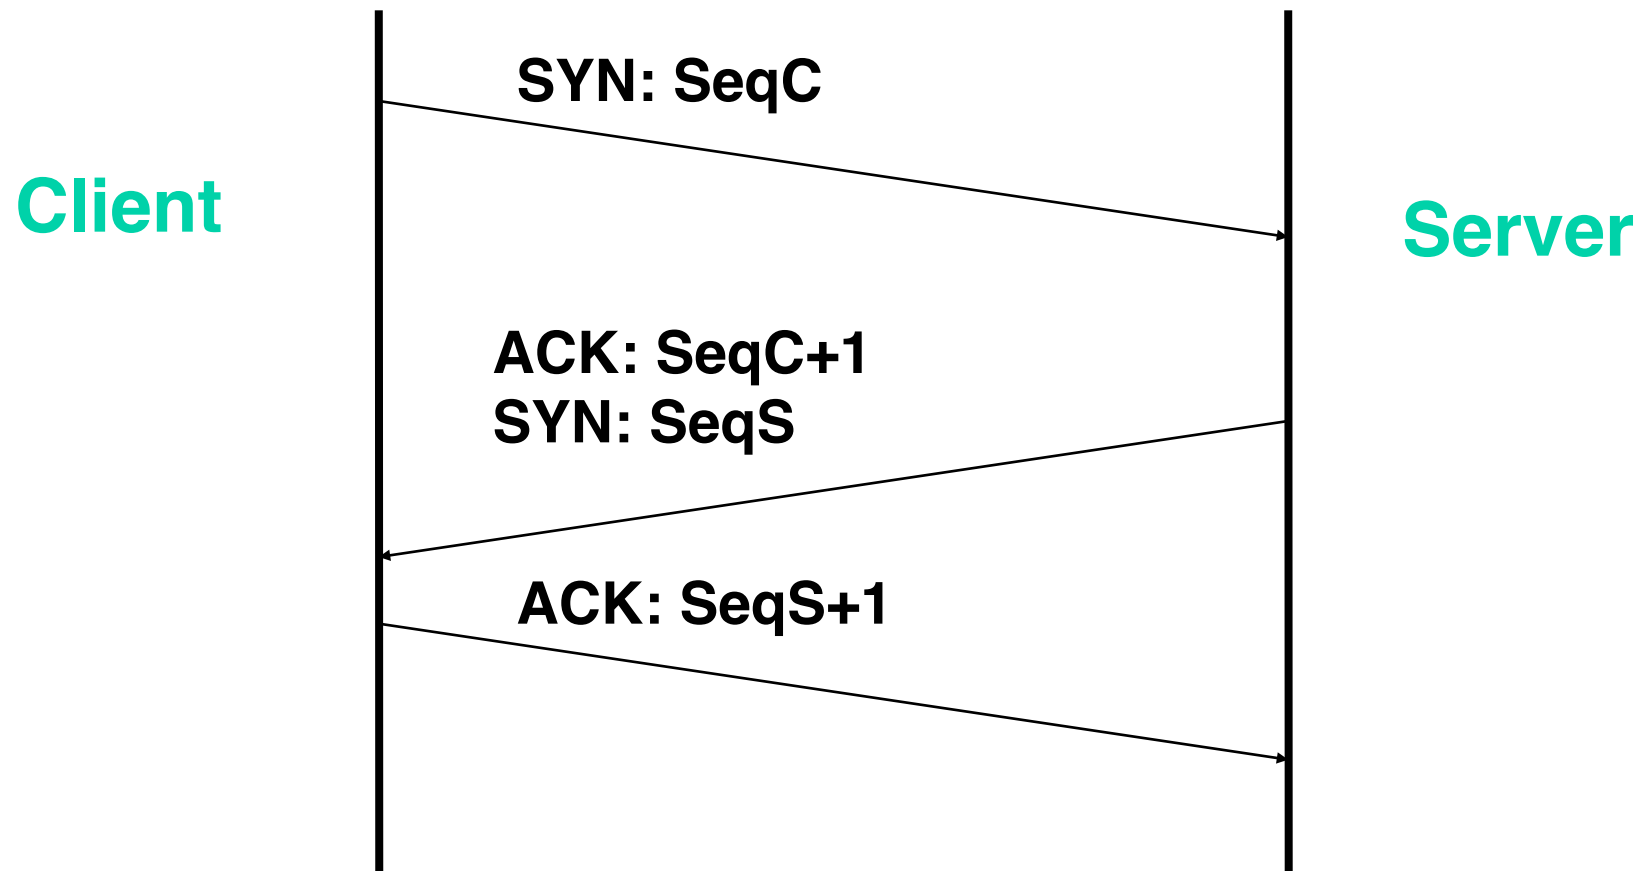 SYN: SeqC
Client
Server
ACK: SeqC+1
SYN: SeqS
ACK: SeqS+1